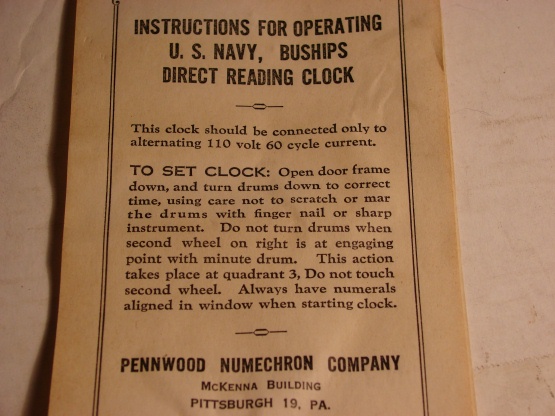 INSTRUCTIONS FOR OPERATING
U. S. NAVY, BUSHIPS
DIRECT READING CLOCK
This clock should be connected only to
alternating 110 volt 60 cycle current.
TO SET CLOCK: Open door frame
down, and turn drums down to correct
time, using care not to scratch or mar
the drums with finger nail or sharp
instrument. Do not turn drums when
second wheel on right is at engaging
point with minute drum. This action
takes place at quadrant 3, Do not touch
second wheel. Always have numerals
aligned in window when starting clock.
PENNWOOD NUMECHRON COMPANY
McKENNA BUILDING
PITTSBURGH 19, PA.